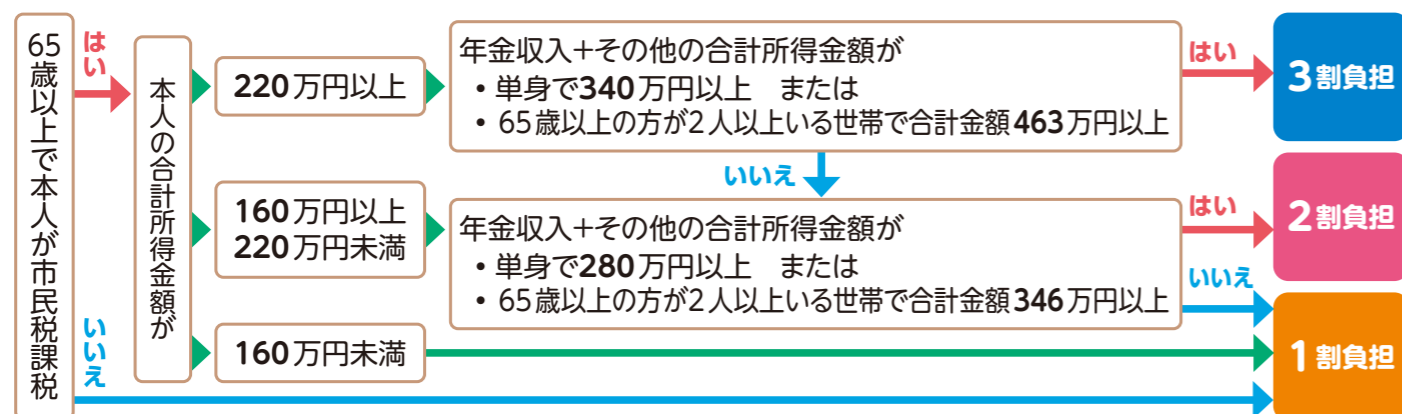 65歳以上で本人が市民税課税
はい
いいえ
本人の合計所得金額が
220万円以上
年金収入+その他の合計所得金額が
・単身で340万円以上 または
・65歳以上の方が2人以上いる世帯で合計金額463万円以上
はい
3割負担
いいえ
160万円以上
220万円未満
年金収入+その他の合計所得金額が
・単身で280万円以上 または
・65歳以上の方が2人以上いる世帯で合計金額346万円以上
はい
2割負担
いいえ
160万円未満
1割負担